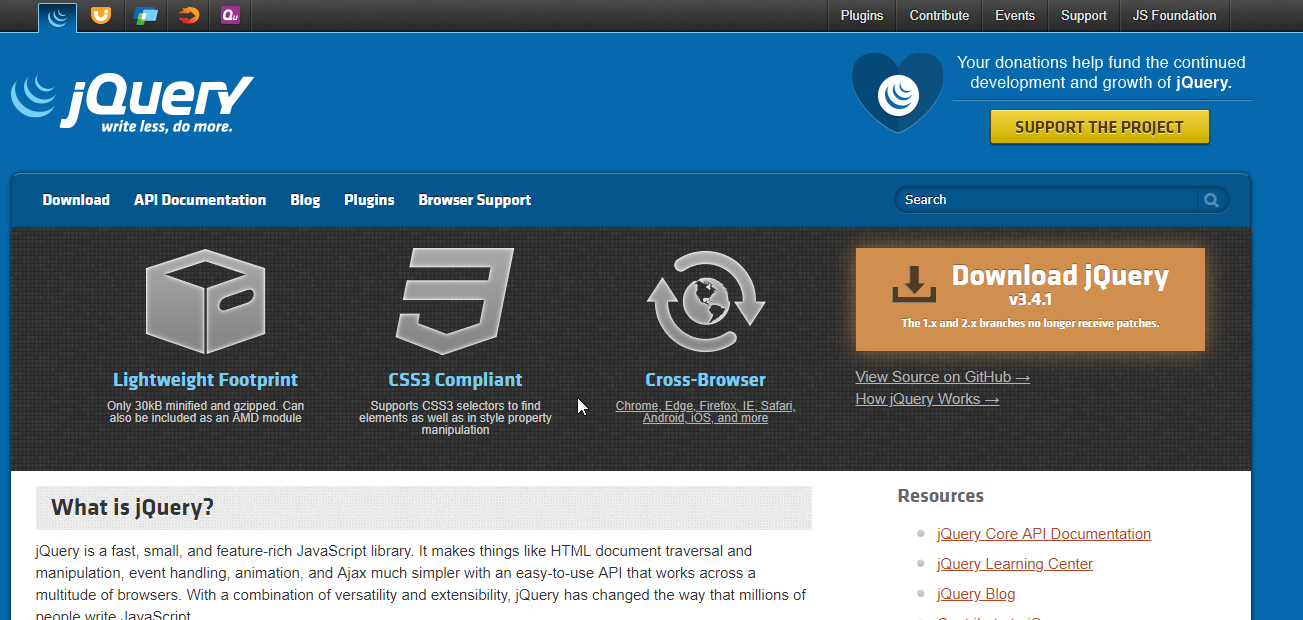 Plugins
Contribute
Events
Support
JS Foundation
Qu
jQuery
write less, do more.
Your donations help fund the continued
development and growth of jQuery.
SUPPORT THE PROJECT
Download
API Documentation
Blog
Plugins
Browser Support
Search
Lightweight Footprint
Only 30kB minified and gzipped. Can
also be included as an AMD module
CSS3 Compliant
Supports CSS3 selectors to find
elements as well as in style property
manipulation
Cross-Browser
Chrome, Edge, Firefox, IE, Safari,
Android, iOS, and more
Download jQuery
v3.4.1
The 1.x and 2.x branches no longer receive patches.
View Source on GitHub →
How jQuery Works →
What is jQuery?
jQuery is a fast, small, and feature-rich JavaScript library. It makes things like HTML document traversal and
manipulation, event handling, animation, and Ajax much simpler with an easy-to-use API that works across a
multitude of browsers. With a combination of versatility and extensibility, jQuery has changed the way that millions of
people write JavaScript.
Resources
jQuery Core API Documentation
jQuery Learning Center
jQuery Blog